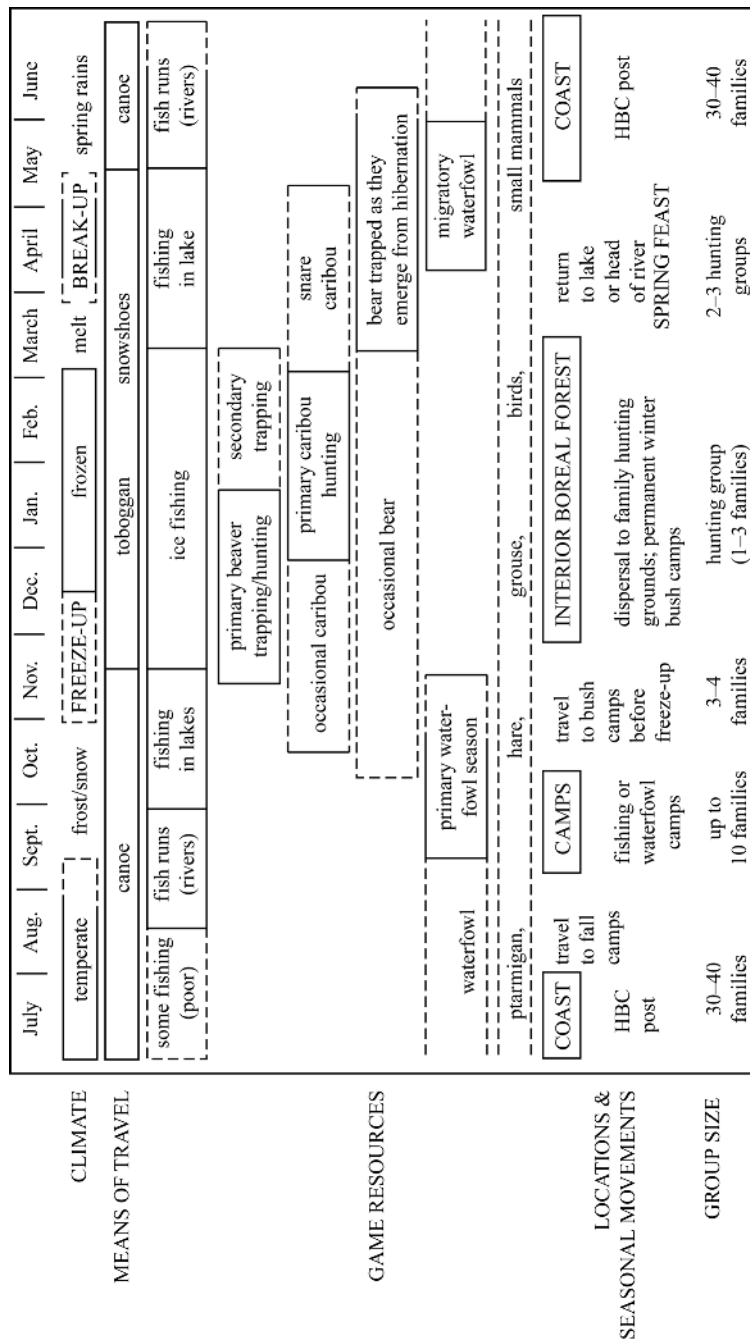 July
Aug.
Sept.
Oct.
Nov.
Dec.
Jan.
Feb.
March
April
May
June
CLIMATE
temperate
frost/snow
FREEZE-UP
frozen
melt
BREAK-UP
spring rains
MEANS OF TRAVEL
canoe
toboggan
snowshoes
canoe
some fishing
(poor)
fish runs
(rivers)
fishing
in lakes
ice fishing
fishing
in lake
fish runs
(rivers)
primary beaver
trapping/hunting
secondary
trapping
GAME RESOURCES
occasional caribou
primary caribou
hunting
snare
caribou
occasional bear
bear trapped as they
emerge from hibernation
waterfowl
primary water-
fowl season
migratory
waterfowl
ptarmigan,
hare,
grouse,
birds,
small mammals
LOCATIONS &
SEASONAL MOVEMENTS
COAST
HBC
post
travel
to fall
camps
CAMPS
fishing or
waterfowl
camps
travel
to bush
camps
before
freeze-up
INTERIOR BOREAL FOREST
dispersal to family hunting
grounds; permanent winter
bush camps
return
to lake
or head
of river
SPRING FEAST
COAST
HBC post
GROUP SIZE
30–40
families
up to
10 families
3–4
families
hunting group
(1–3 families)
2–3 hunting
groups
30–40
families